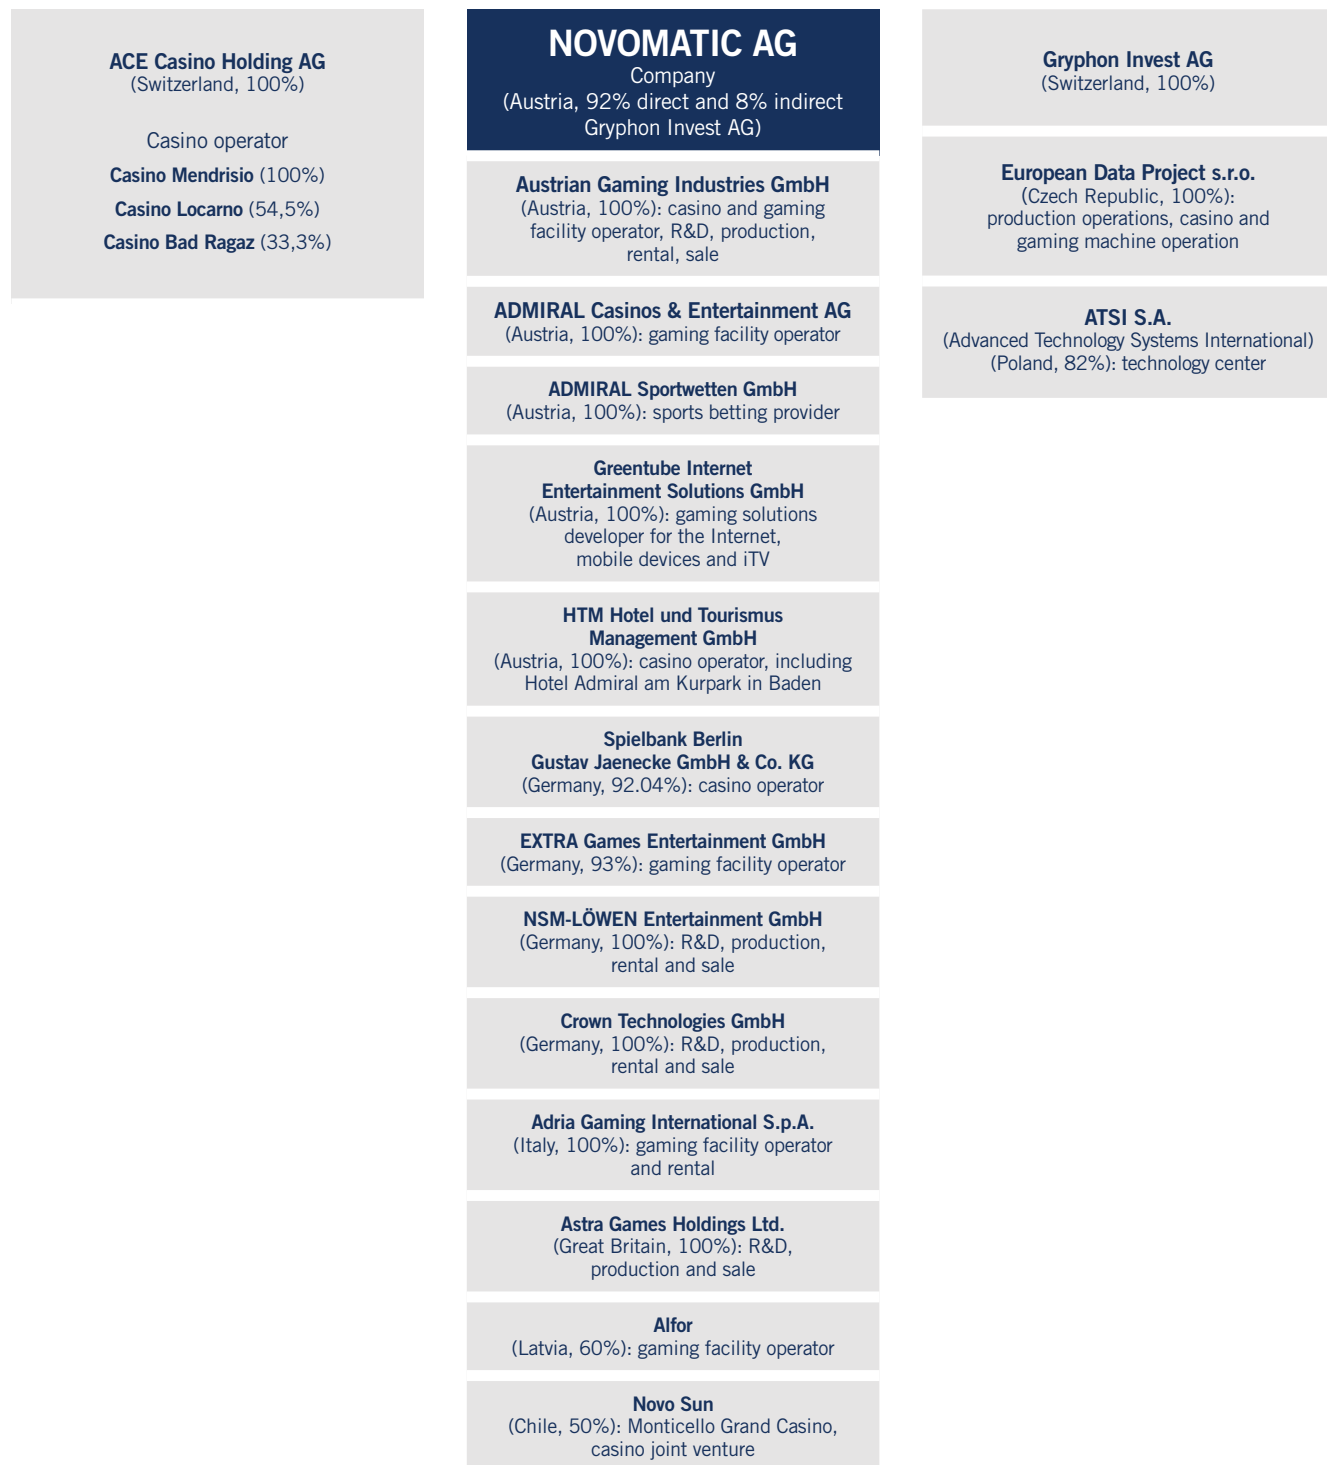 ACE Casino Holding AG
(Switzerland, 100%)
Casino operator
Casino Mendrisio (100%)
Casino Locarno (54,5%)
Casino Bad Ragaz (33,3%)
NOVOMATIC AG
Company
(Austria, 92% direct and 8% indirect
Gryphon Invest AG)
Austrian Gaming Industries GmbH
(Austria, 100%): casino and gaming
facility operator, R&D, production,
rental, sale
ADMIRAL Casinos & Entertainment AG
(Austria, 100%): gaming facility operator
ADMIRAL Sportwetten GmbH
(Austria, 100%): sports betting provider
Greentube Internet
Entertainment Solutions GmbH
(Austria, 100%): gaming solutions
developer for the Internet,
mobile devices and iTV
HTM Hotel und Tourismus
Management GmbH
(Austria, 100%): casino operator, including
Hotel Admiral am Kurpark in Baden
Spielbank Berlin
Gustav Jaenecke GmbH & Co. KG
(Germany, 92.04%): casino operator
EXTRA Games Entertainment GmbH
(Germany, 93%): gaming facility operator
NSM-LÖWEN Entertainment GmbH
(Germany, 100%): R&D, production,
rental and sale
Crown Technologies GmbH
(Germany, 100%): R&D, production,
rental and sale
Adria Gaming International S.p.A.
(Italy, 100%): gaming facility operator
and rental
Astra Games Holdings Ltd.
(Great Britain, 100%): R&D,
production and sale
Alfor
(Latvia, 60%): gaming facility operator
Novo Sun
(Chile, 50%): Monticello Grand Casino,
casino joint venture
Gryphon Invest AG
(Switzerland, 100%)
European Data Project s.r.o.
(Czech Republic, 100%):
production operations, casino and
gaming machine operation
ATSI S.A.
(Advanced Technology Systems International)
(Poland, 82%): technology center